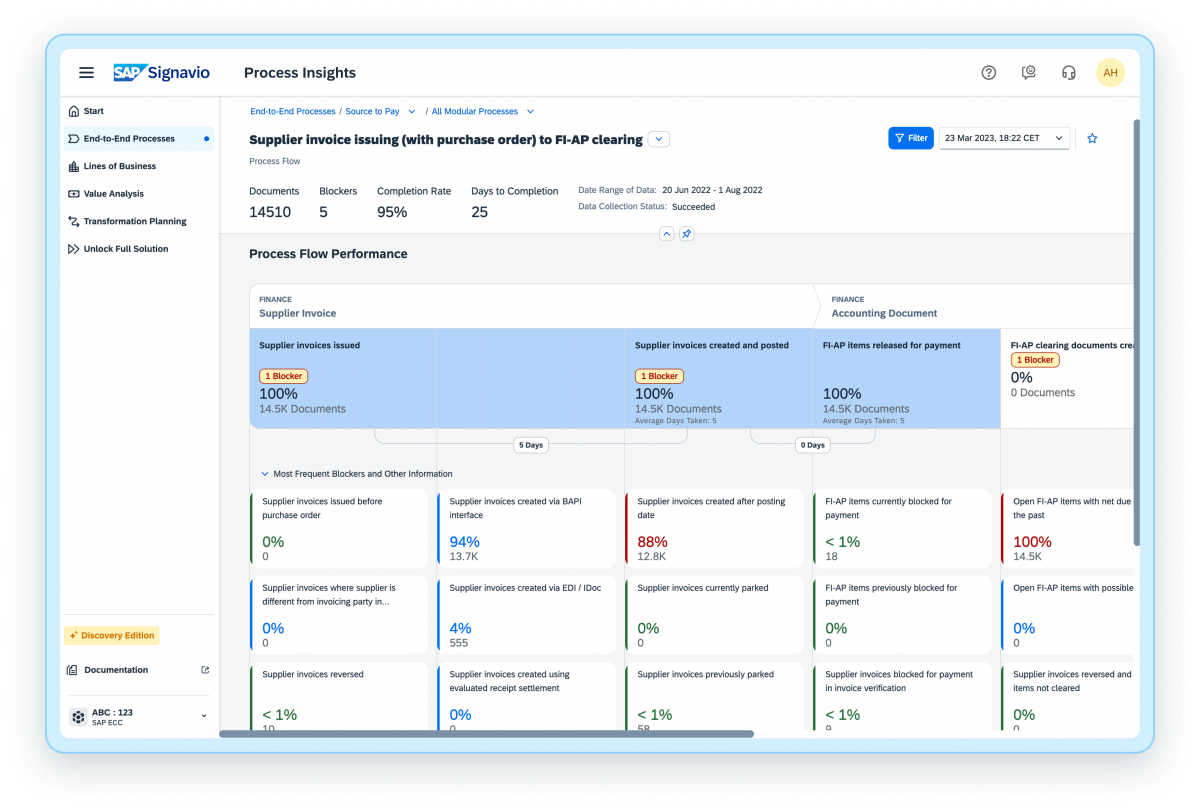 SAP Signavio
Process Insights
AH
Start
End-to-End Processes
Lines of Business
Value Analysis
Transformation Planning
Unlock Full Solution
Discovery Edition
Documentation
ABC : 123
SAP ECC
End-to-End Processes / Source to Pay / All Modular Processes
Supplier invoice issuing (with purchase order) to FI-AP clearing
Filter
23 Mar 2023, 18:22 CET
Process Flow
Documents
14510
Blockers
5
Completion Rate
95%
Days to Completion
25
Date Range of Data: 20 Jun 2022 - 1 Aug 2022
Data Collection Status: Succeeded
Process Flow Performance
FINANCE
Supplier Invoice
FINANCE
Accounting Document
Supplier invoices issued
1 Blocker
100%
14.5K Documents
Supplier invoices created and posted
1 Blocker
100%
14.5K Documents
Average Days Taken: 5
FI-AP items released for payment
100%
14.5K Documents
Average Days Taken: 5
FI-AP clearing documents crea
1 Blocker
0%
0 Documents
5 Days
0 Days
Most Frequent Blockers and Other Information
Supplier invoices issued before
purchase order
0%
0
Supplier invoices created via BAPI
interface
94%
13.7K
Supplier invoices created after posting
date
88%
12.8K
FI-AP items currently blocked for
payment
< 1%
18
Open FI-AP items with net due
the past
100%
14.5K
Supplier invoices where supplier is
different from invoicing party in...
0%
0
Supplier invoices created via EDI / IDoc
4%
555
Supplier invoices currently parked
0%
0
FI-AP items previously blocked for
payment
0%
0
Open FI-AP items with possible
0%
0
Supplier invoices reversed
< 1%
10
Supplier invoices created using
evaluated receipt settlement
0%
0
Supplier invoices previously parked
< 1%
58
Supplier invoices blocked for payment
in invoice verification
< 1%
9
Supplier invoices reversed and
items not cleared
0%
0